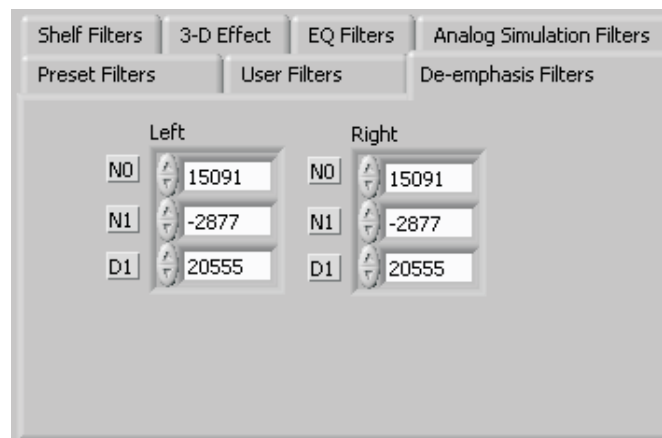 Shelf Filters 3-D Effect EQ Filters Analog Simulation Filters
Preset Filters User Filters De-emphasis Filters
Left Right
N0 15091 N0 15091
N1 -2877 N1 -2877
D1 20555 D1 20555